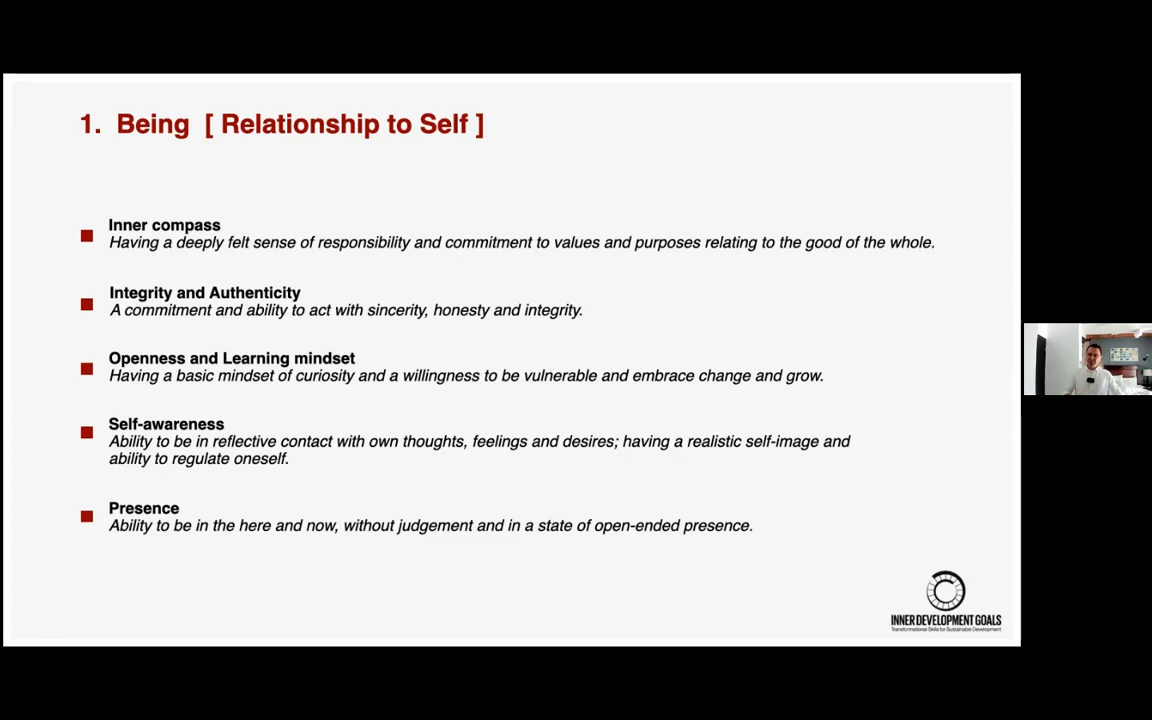 1. Being [ Relationship to Self ]
Inner compass
Having a deeply felt sense of responsibility and commitment to values and purposes relating to the good of the whole.
Integrity and Authenticity
A commitment and ability to act with sincerity, honesty and integrity.
Openness and Learning mindset
Having a basic mindset of curiosity and a willingness to be vulnerable and embrace change and grow.
Self-awareness
Ability to be in reflective contact with own thoughts, feelings and desires; having a realistic self-image and
ability to regulate oneself.
Presence
Ability to be in the here and now, without judgement and in a state of open-ended presence.
INNER DEVELOPMENT GOALS
Transformational Skills for Sustainable Development